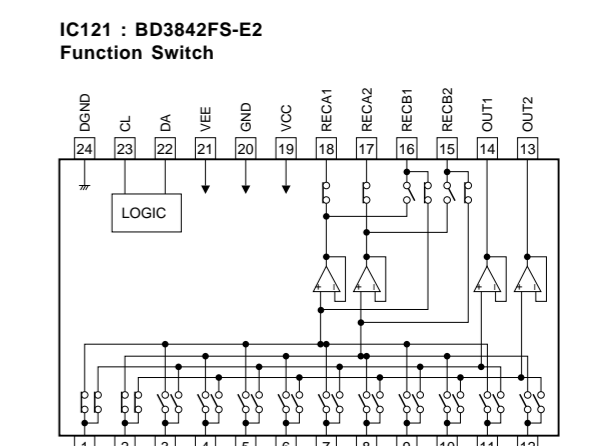 IC121 : BD3842FS-E2
Function Switch
DGND CL DA VEE GND VCC RECA1 RECA2 RECB1 RECB2 OUT1 OUT2
24 23 22 21 20 19 18 17 16 15 14 13
LOGIC
+ − + − + − + −
1 2 3 4 5 6 7 8 9 10 11 12